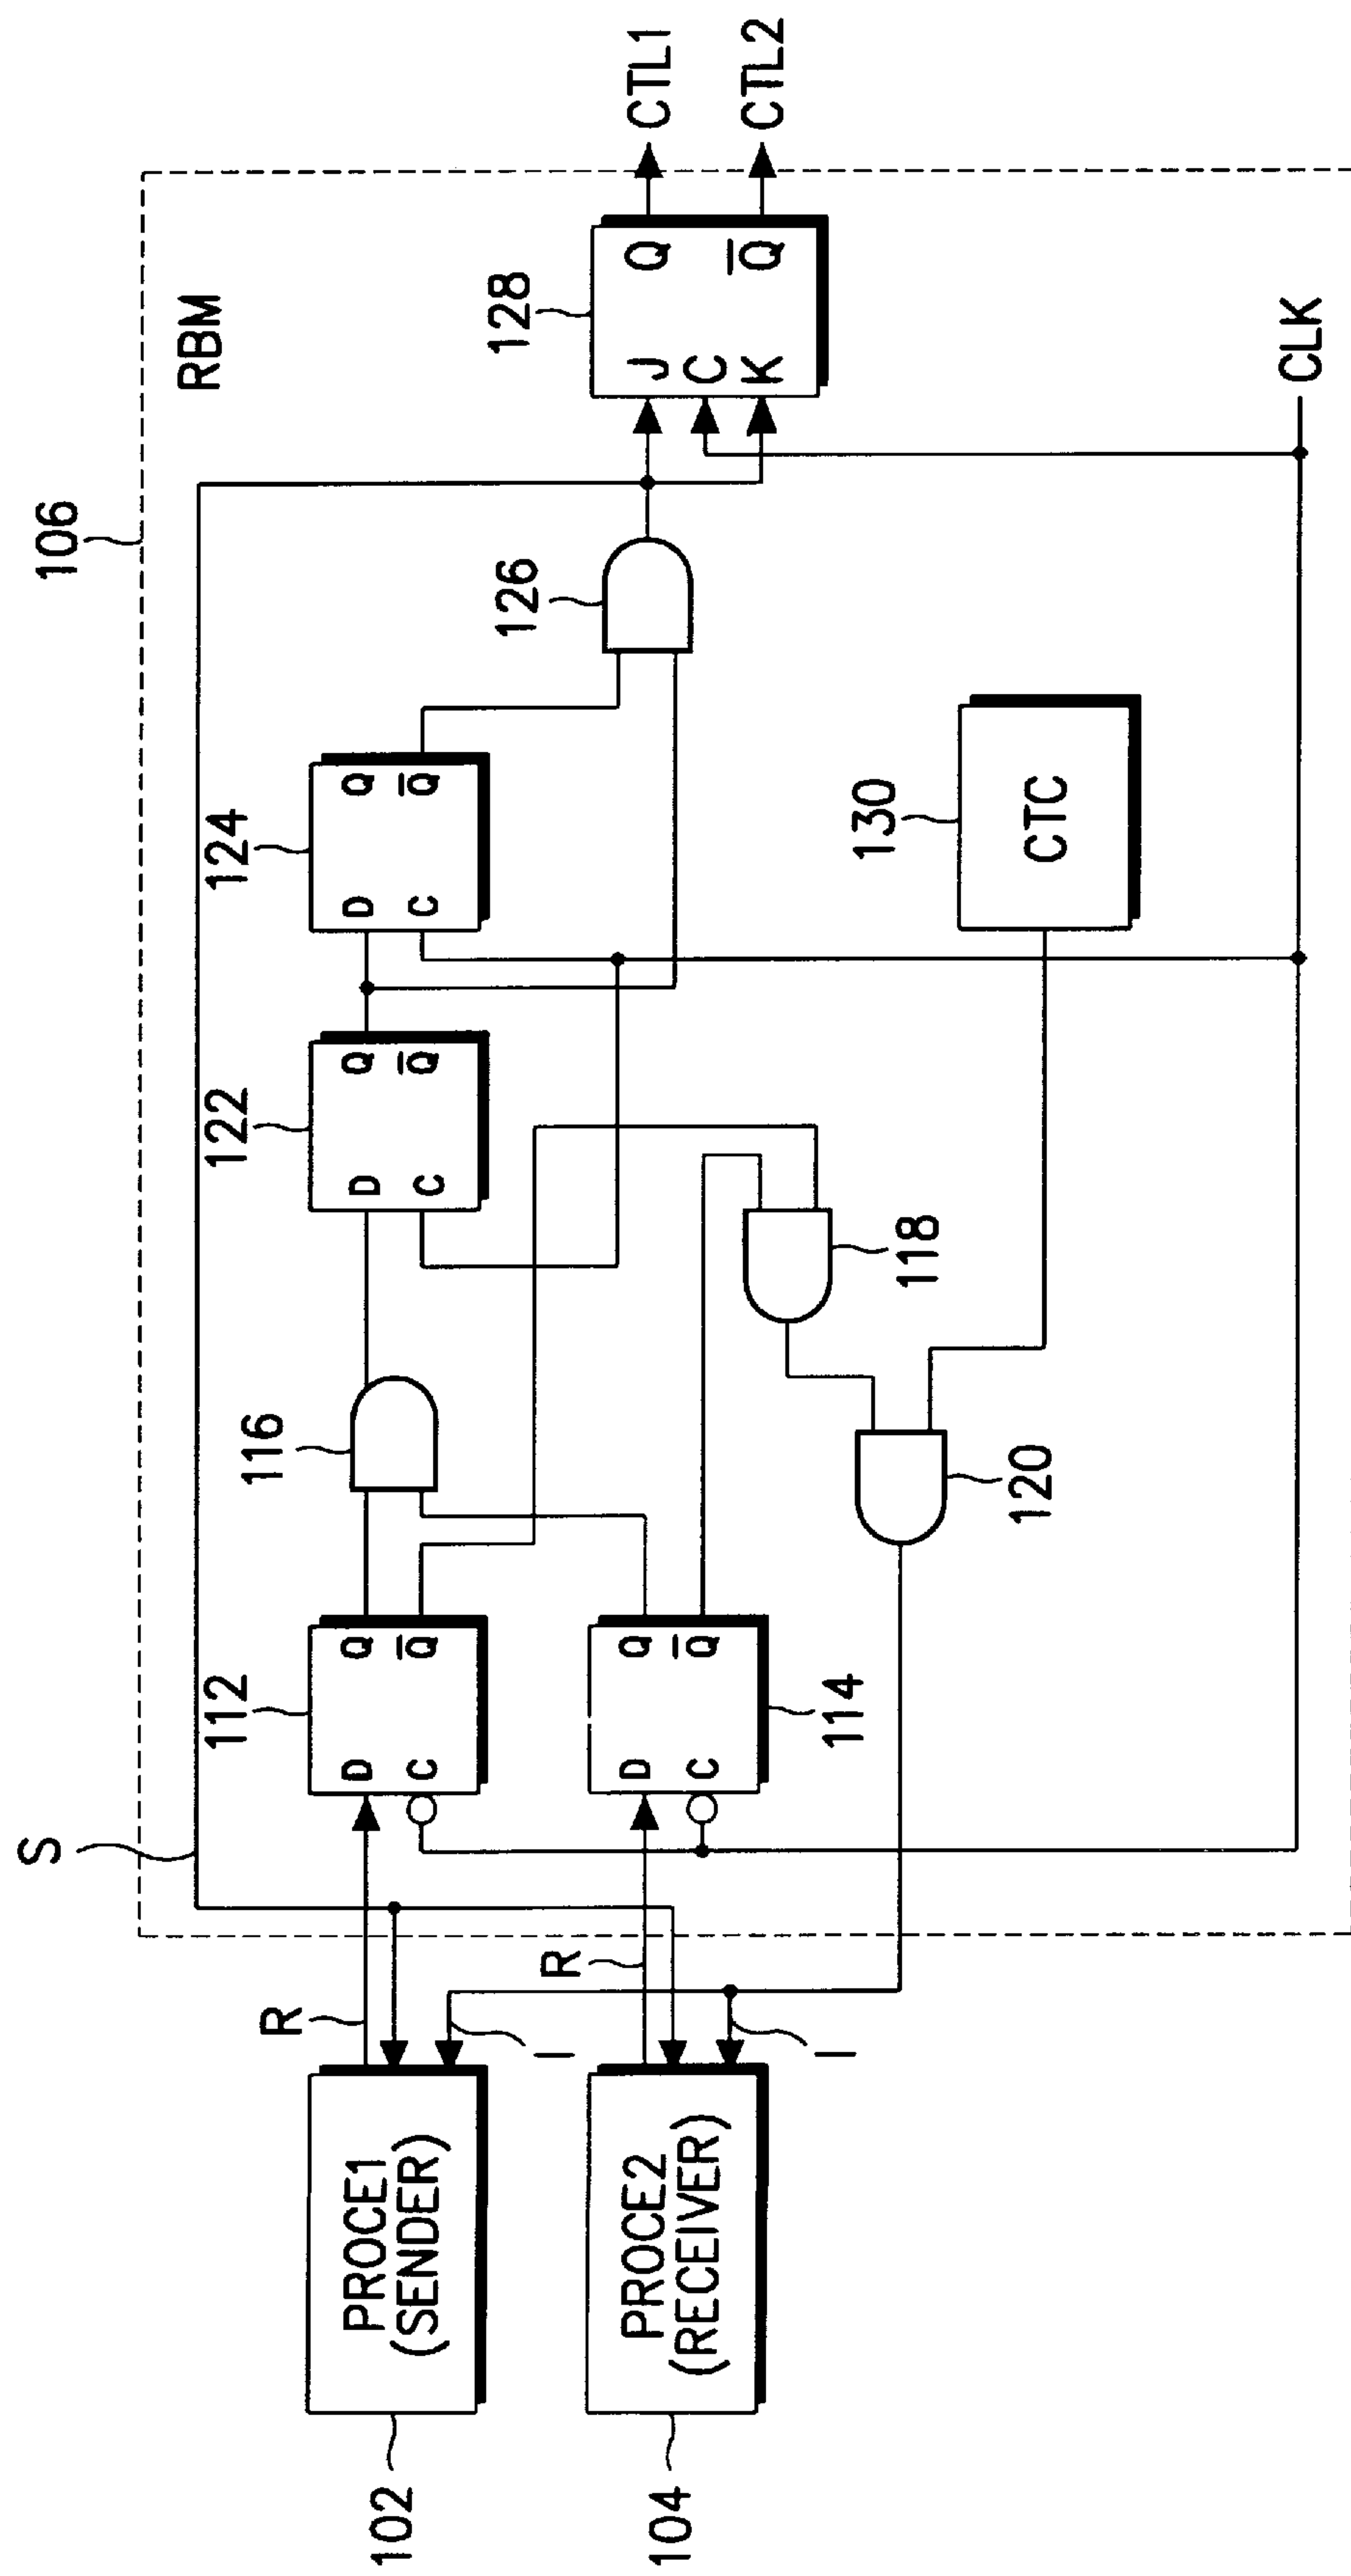 106
S
RBM
R
112
D
Q
C
Q
116
122
D
Q
C
Q
124
D
Q
C
Q
126
128
J
Q
C
K
Q
CTL1
CTL2
PROCE1
(SENDER)
102
I
R
114
D
Q
C
Q
118
120
130
CTC
PROCE2
(RECEIVER)
104
I
CLK